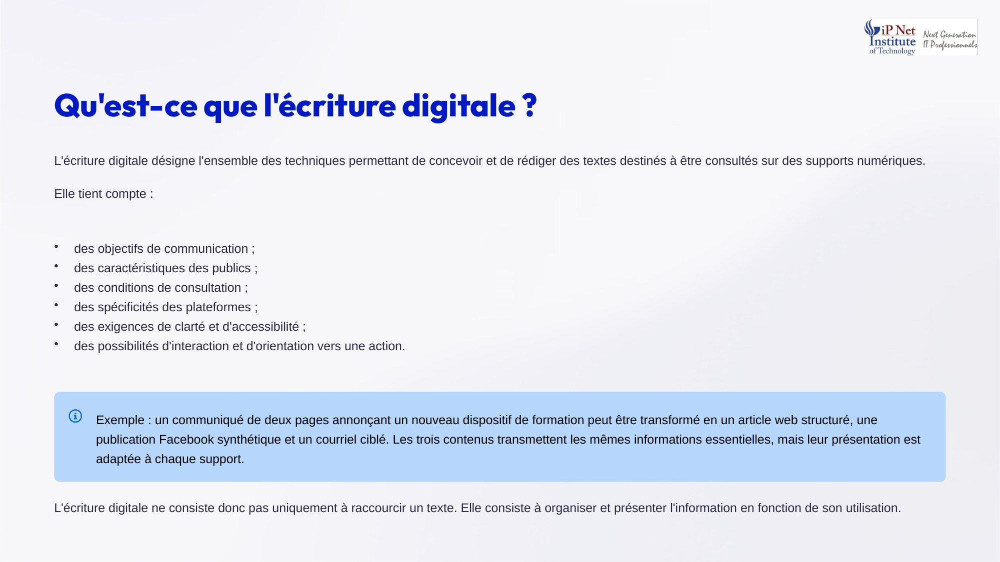 iP Net
Institute
of Technology
Next Generation
IT Professionnels
Qu'est-ce que l'écriture digitale ?
L'écriture digitale désigne l'ensemble des techniques permettant de concevoir et de rédiger des textes destinés à être consultés sur des supports numériques.
Elle tient compte :
• des objectifs de communication ;
• des caractéristiques des publics ;
• des conditions de consultation ;
• des spécificités des plateformes ;
• des exigences de clarté et d'accessibilité ;
• des possibilités d'interaction et d'orientation vers une action.
Exemple : un communiqué de deux pages annonçant un nouveau dispositif de formation peut être transformé en un article web structuré, une
publication Facebook synthétique et un courriel ciblé. Les trois contenus transmettent les mêmes informations essentielles, mais leur présentation est
adaptée à chaque support.
L'écriture digitale ne consiste donc pas uniquement à raccourcir un texte. Elle consiste à organiser et présenter l'information en fonction de son utilisation.